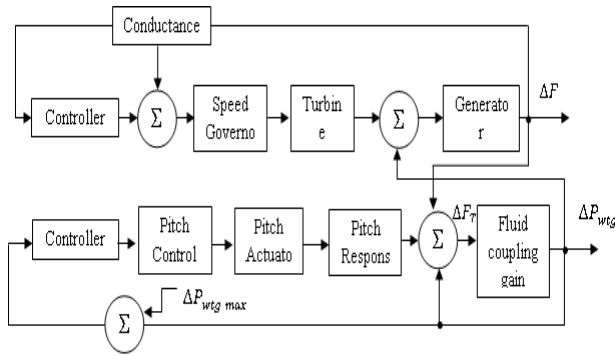 Conductance
Controller
Σ
Speed
Governo
Turbin
e
Σ
Generato
r
ΔF
Controller
Pitch
Control
Pitch
Actuato
Pitch
Respons
Σ
ΔF_T
Fluid
coupling
gain
ΔP_wtg
Σ
ΔP_wtg max